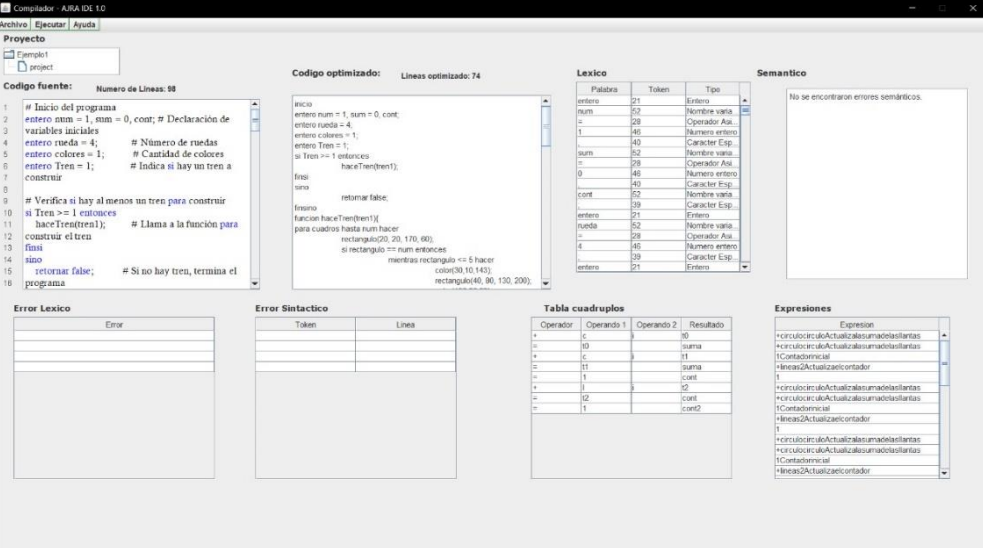 Compilador - AJRA IDE 1.0
Archivo Ejecutar Ayuda
Proyecto
Ejemplo1
project
Codigo fuente: Numero de Lineas: 98
1 # Inicio del programa
2 entero num = 1, sum = 0, cont; # Declaración de
3 variables iniciales
4 entero rueda = 4; # Número de ruedas
5 entero colores = 1; # Cantidad de colores
6 entero Tren = 1; # Indica si hay un tren a
7 construir
8
9 # Verifica si hay al menos un tren para construir
10 si Tren >= 1 entonces
11 haceTren(tren1); # Llama a la función para
12 construir el tren
13 finsi
14 sino
15 retornar false; # Si no hay tren, termina el
16 programa
Codigo optimizado: Lineas optimizado: 74
inicio
entero num = 1, sum = 0, cont;
entero rueda = 4;
entero colores = 1;
entero Tren = 1;
si Tren >= 1 entonces
haceTren(tren1);
finsi
sino
retornar false;
finsino
funcion haceTren(tren1){
para cuadros hasta num hacer
rectangulo(20, 20, 170, 60);
si rectangulo == num entonces
mientras rectangulo <= 5 hacer
color(30,10,143);
rectangulo(40, 80, 130, 200);
Lexico
Palabra Token Tipo
entero 21 Entero
num 52 Nombre varia...
= 28 Operador Asi...
1 46 Numero entero
, 40 Caracter Esp...
sum 52 Nombre varia...
= 28 Operador Asi...
0 46 Numero entero
, 40 Caracter Esp...
cont 52 Nombre varia...
; 39 Caracter Esp...
entero 21 Entero
rueda 52 Nombre varia...
= 28 Operador Asi...
4 46 Numero entero
; 39 Caracter Esp...
entero 21 Entero
Semantico
No se encontraron errores semánticos.
Error Lexico
Error
Error Sintactico
Token Linea
Tabla cuadruplos
Operador Operando 1 Operando 2 Resultado
+ c i t0
= t0 suma
+ c i t1
= t1 suma
= 1 cont
+ l i t2
= t2 cont
= 1 cont2
Expresiones
Expresion
+circulocirculoActualizalasumadelasllantas
+circulocirculoActualizalasumadelasllantas
1Contadorinicial
+lineas2Actualizaelcontador
1
+circulocirculoActualizalasumadelasllantas
+circulocirculoActualizalasumadelasllantas
1Contadorinicial
+lineas2Actualizaelcontador
1
+circulocirculoActualizalasumadelasllantas
+circulocirculoActualizalasumadelasllantas
1Contadorinicial
+lineas2Actualizaelcontador